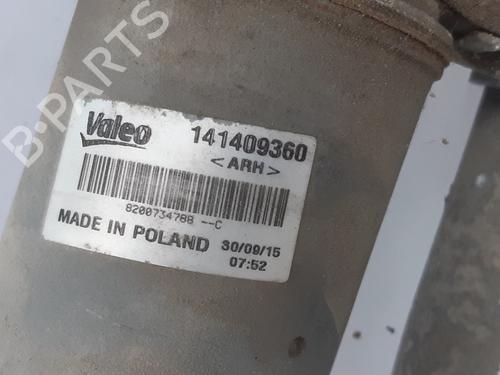 Valeo 141409360
<ARH>
8200734788 --C
MADE IN POLAND 30/09/15
07:52
B-PARTS